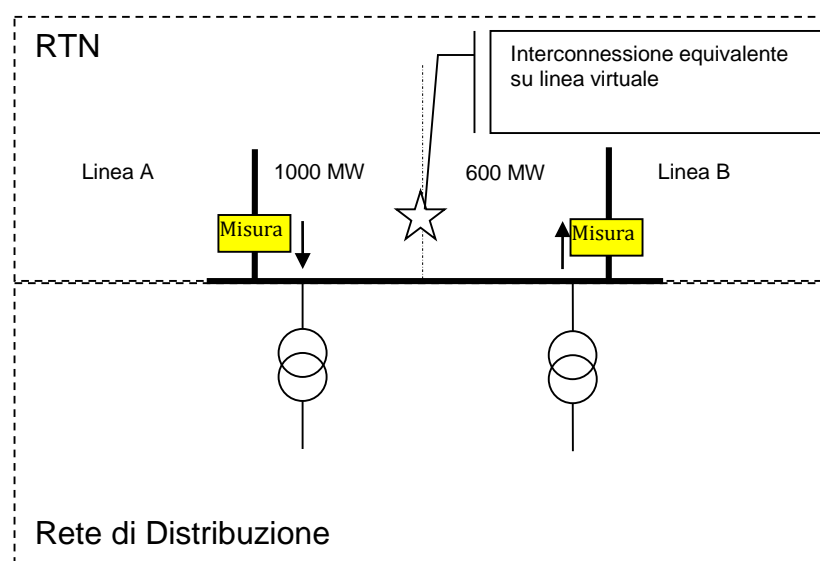 RTN
Interconnessione equivalente
su linea virtuale
Linea A
1000 MW
600 MW
Linea B
Misura
Misura
Rete di Distribuzione